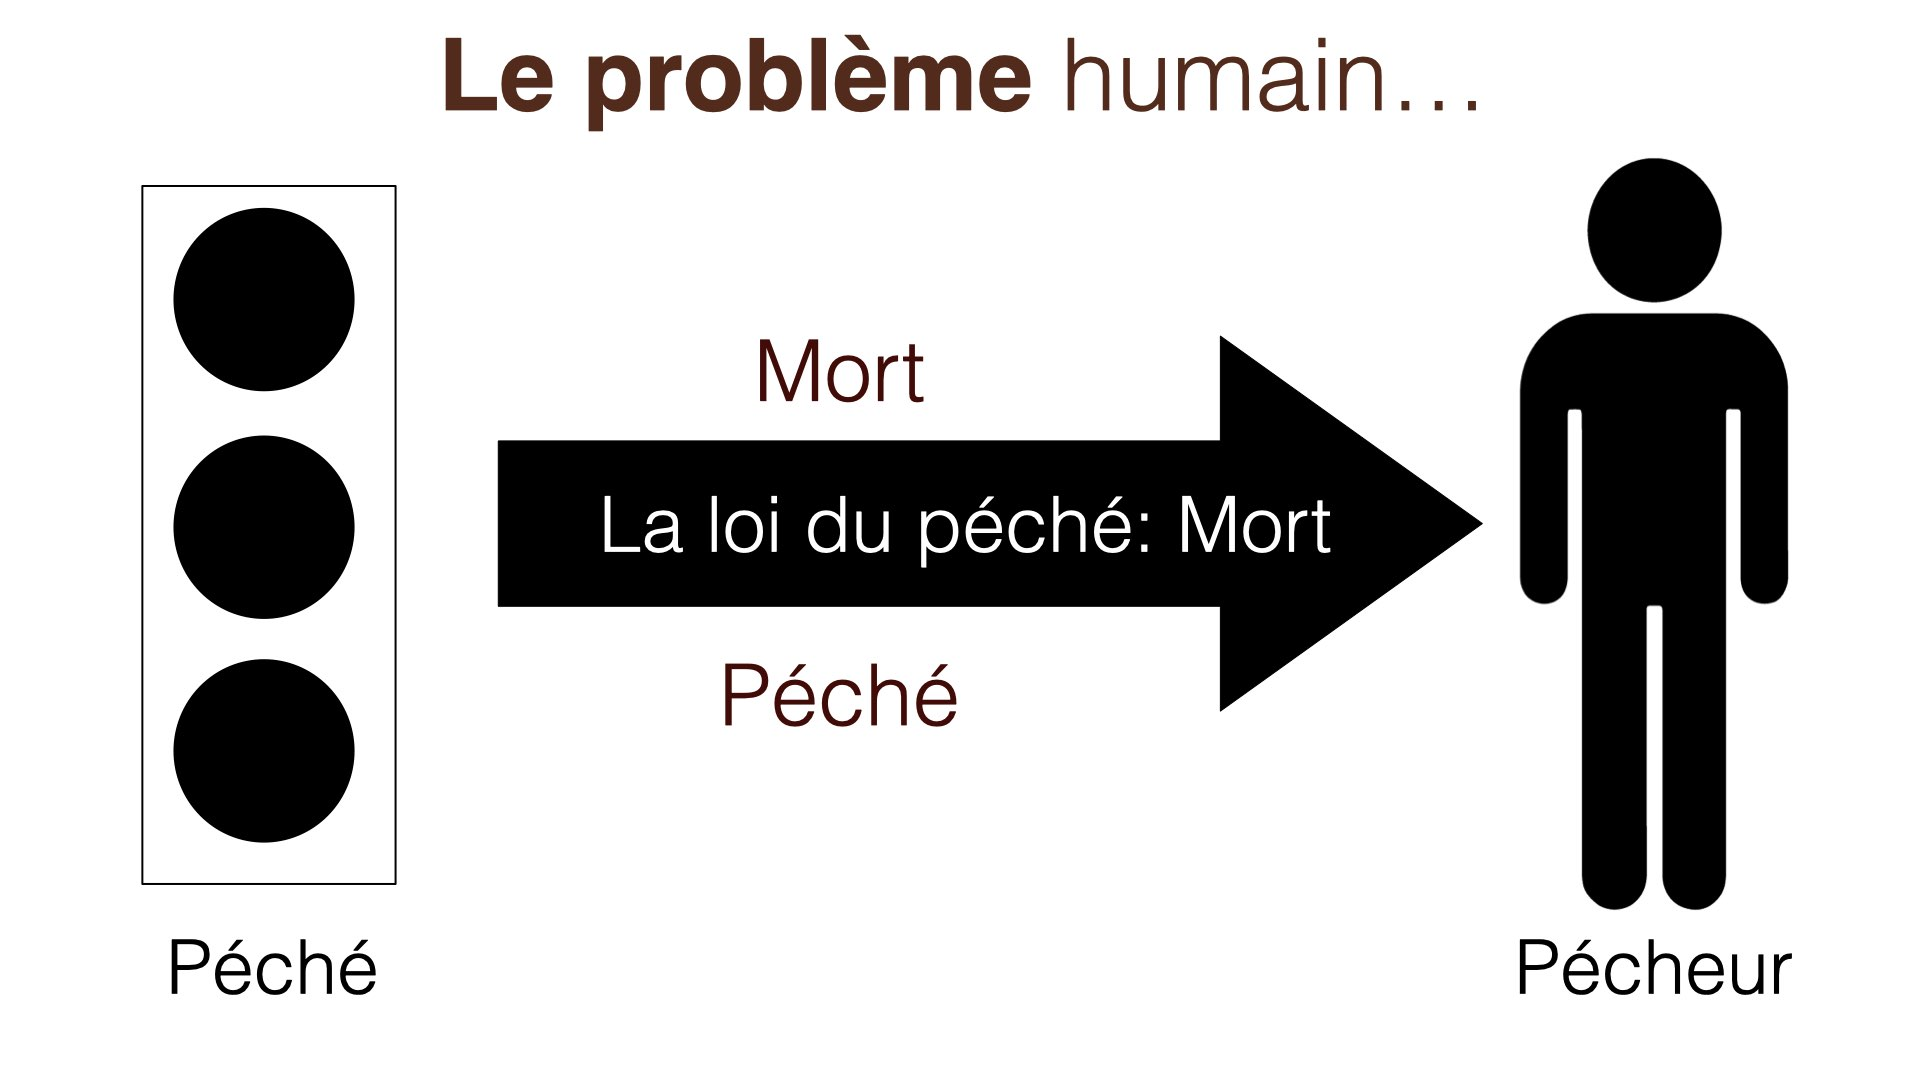 Le problème humain…
Mort
La loi du péché: Mort
Péché
Péché
Pécheur